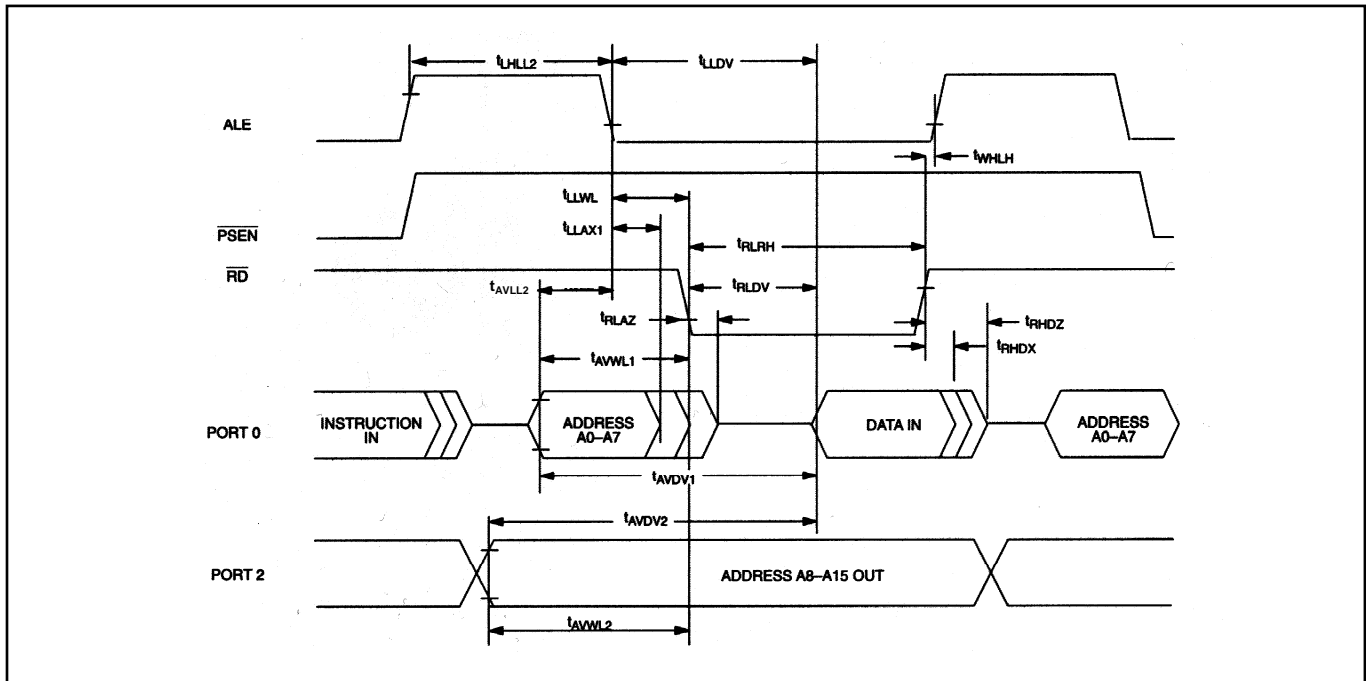 tLHLL2
tLLDV
ALE
tWHLH
tLLWL
PSEN
tLLAX1
tRLRH
RD
tAVLL2
tRLDV
tRLAZ
tRHDZ
tRHDX
tAVWL1
PORT 0
INSTRUCTION
IN
ADDRESS
A0–A7
DATA IN
ADDRESS
A0–A7
tAVDV1
tAVDV2
PORT 2
ADDRESS A8–A15 OUT
tAVWL2